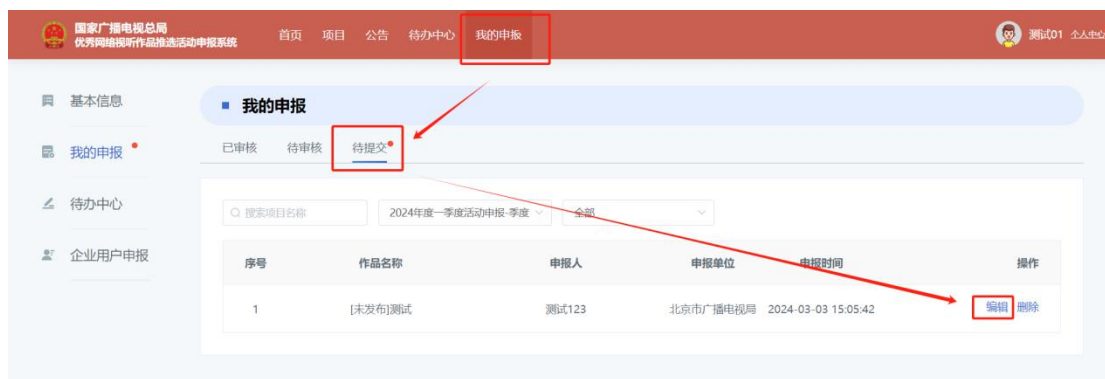 国家广播电视总局
优秀网络视听作品推选活动申报系统
首页 项目 公告 待办中心 我的申报
测试01 个人中心
基本信息
我的申报
待办中心
企业用户申报
我的申报
已审核 待审核 待提交
搜索项目名称 2024年度一季度活动申报-季度 全部
序号 作品名称 申报人 申报单位 申报时间 操作
1 [未发布]测试 测试123 北京市广播电视局 2024-03-03 15:05:42 编辑 删除